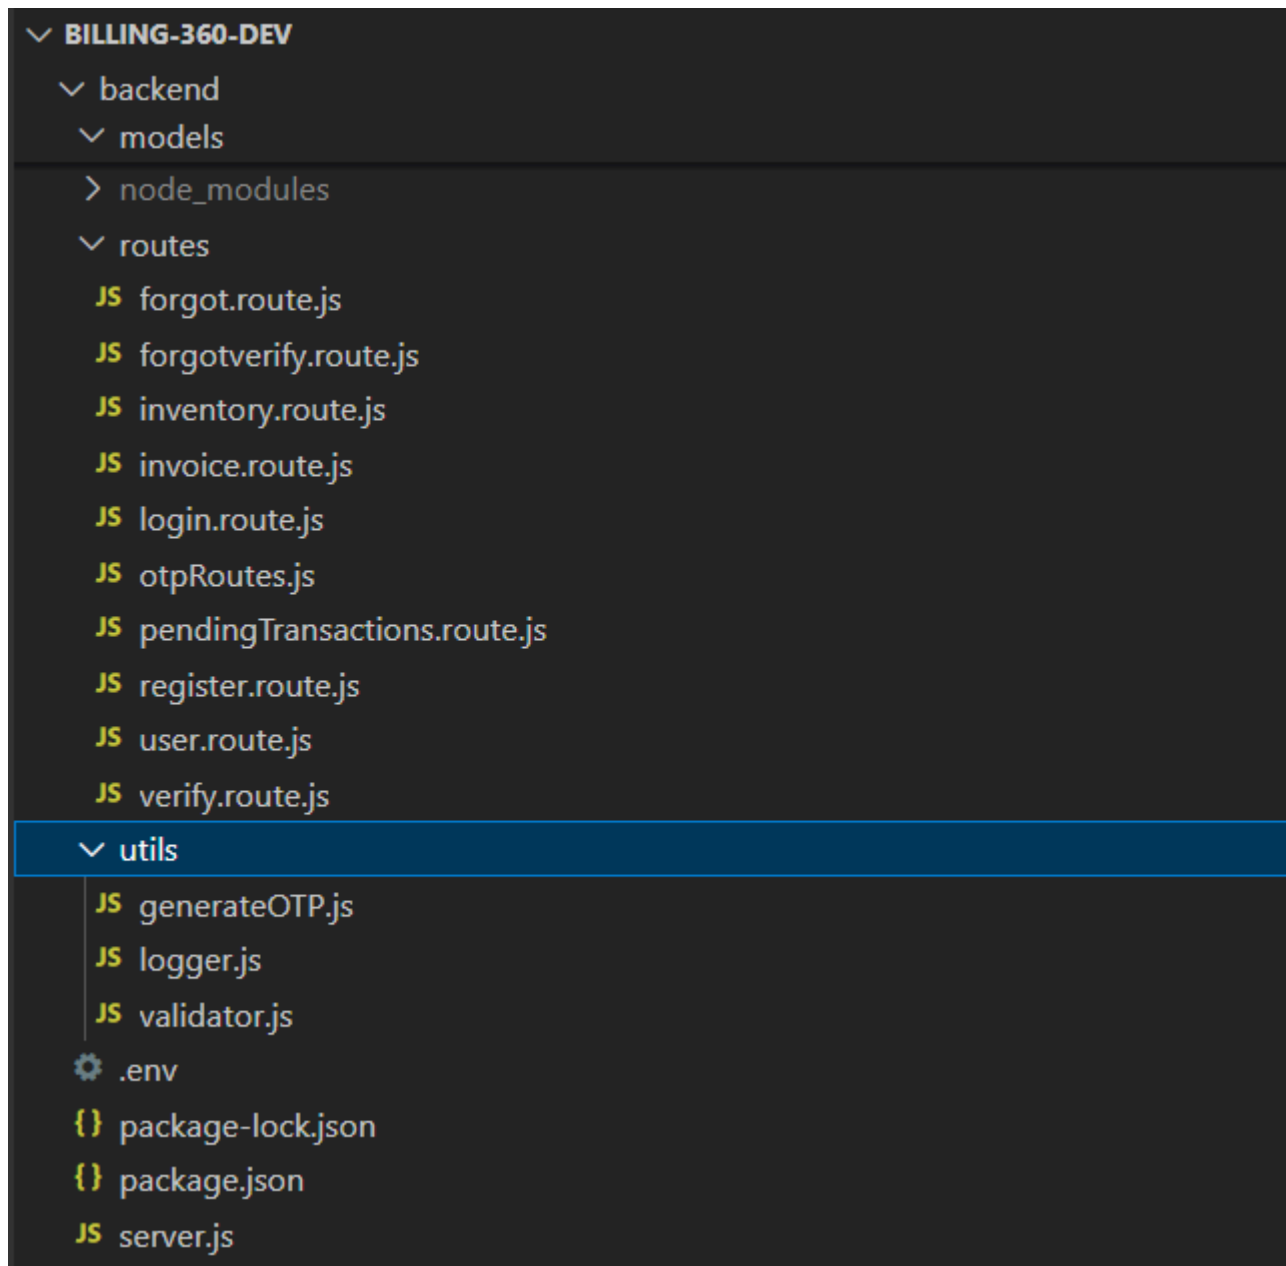 BILLING-360-DEV
backend
models
node_modules
routes
JS forgot.route.js
JS forgotverify.route.js
JS inventory.route.js
JS invoice.route.js
JS login.route.js
JS otpRoutes.js
JS pendingTransactions.route.js
JS register.route.js
JS user.route.js
JS verify.route.js
utils
JS generateOTP.js
JS logger.js
JS validator.js
.env
{} package-lock.json
{} package.json
JS server.js